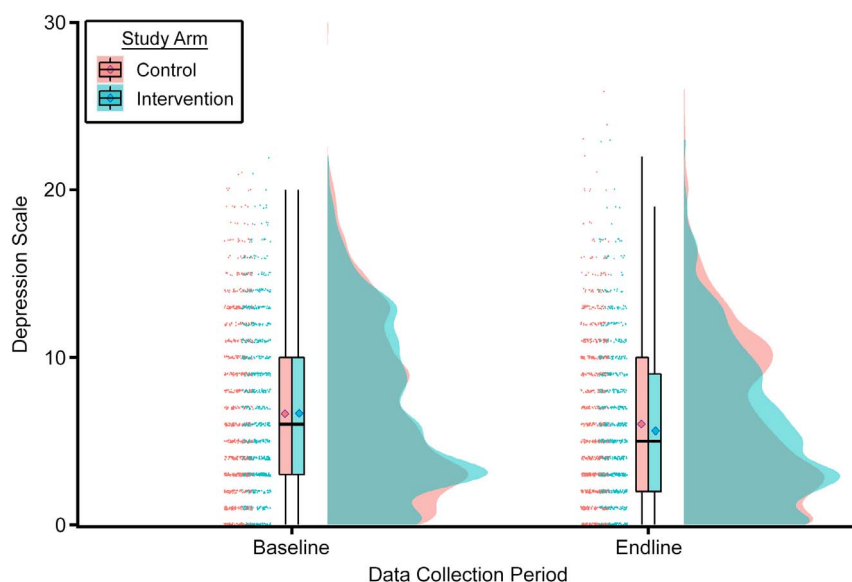 30
20
10
0
Depression Scale
Study Arm
Control
Intervention
Baseline
Endline
Data Collection Period